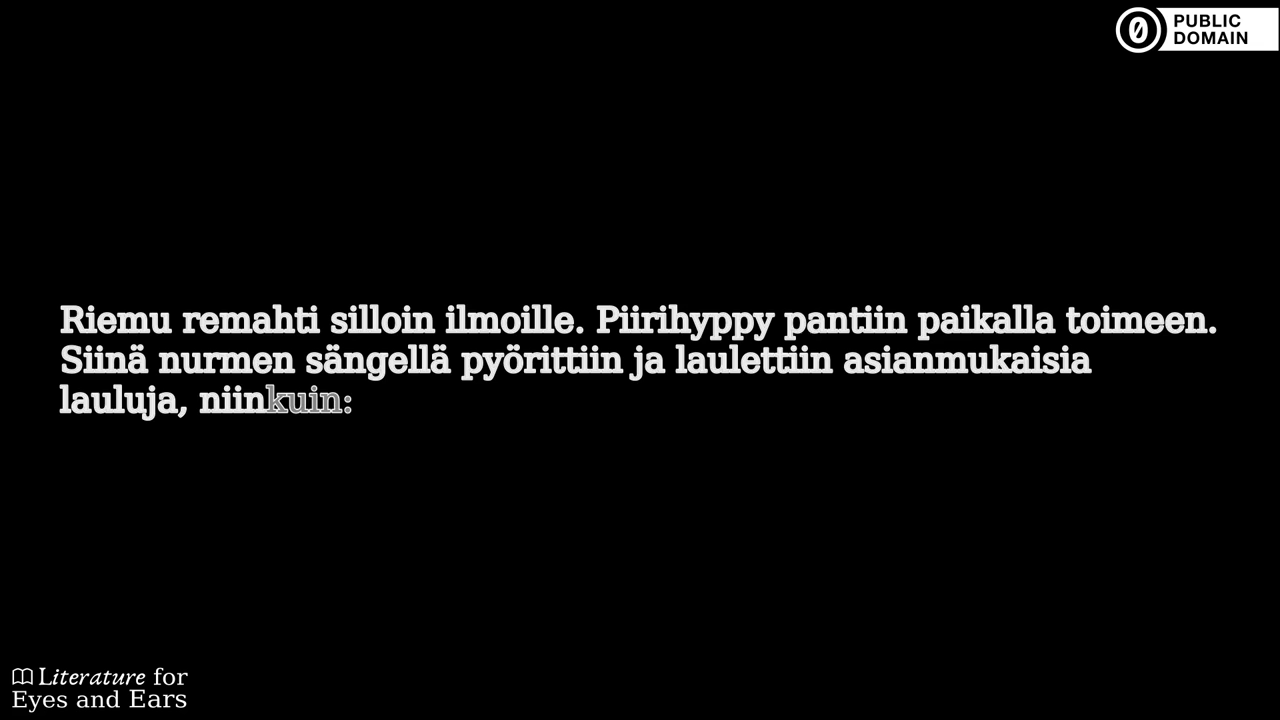 PUBLIC
DOMAIN
Riemu remahti silloin ilmoille. Piirihyppy pantiin paikalla toimeen.
Siinä nurmen sängellä pyörittiin ja laulettiin asianmukaisia
lauluja, niinkuin:
Literature for
Eyes and Ears